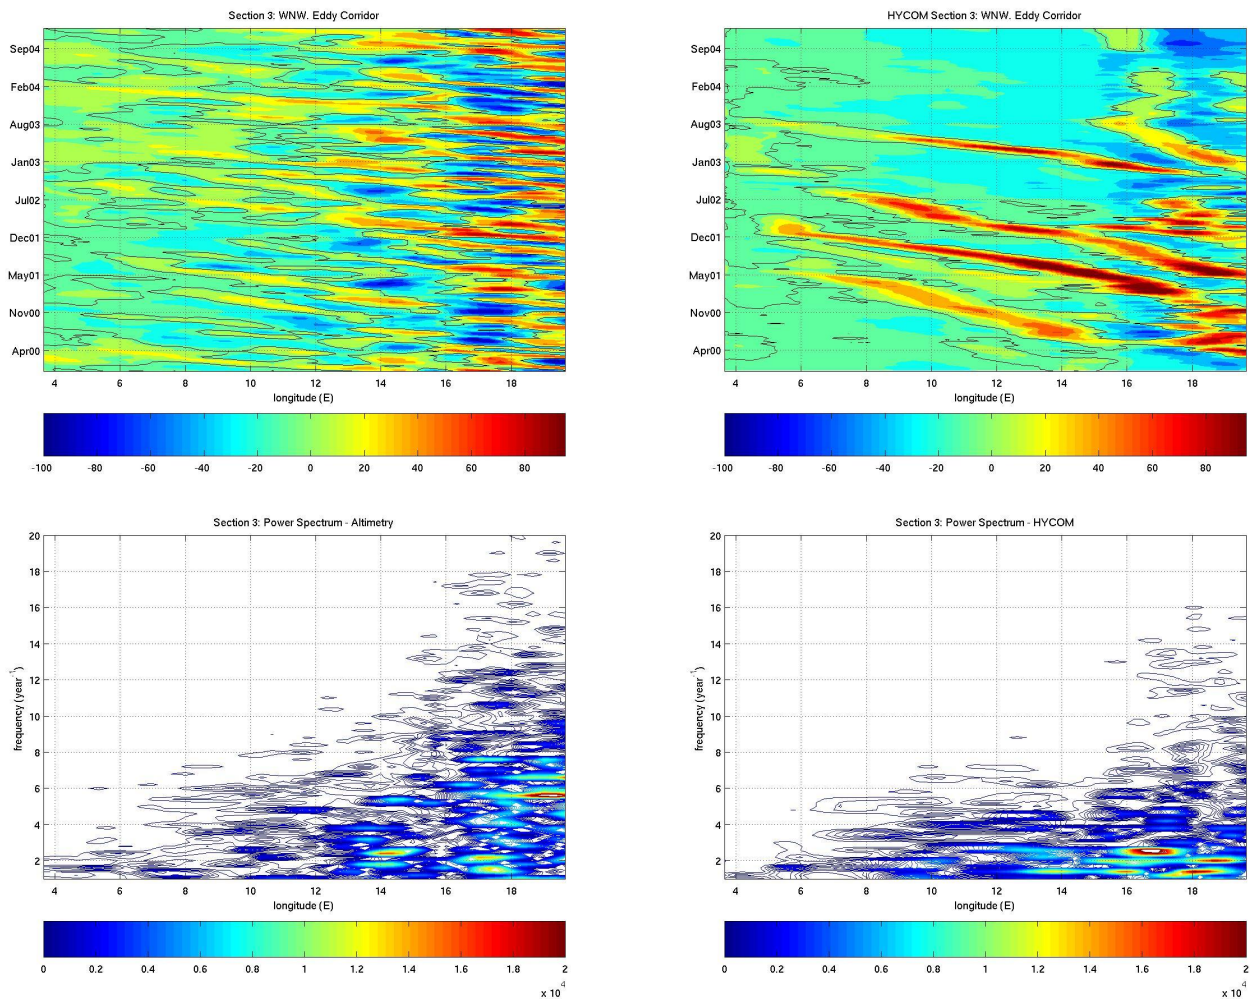 Section 3: WNW. Eddy Corridor
Sep04
Feb04
Aug03
Jan03
Jul02
Dec01
May01
Nov00
Apr00
4 6 8 10 12 14 16 18
longitude (E)
-100 -80 -60 -40 -20 0 20 40 60 80
HYCOM Section 3: WNW. Eddy Corridor
Sep04
Feb04
Aug03
Jan03
Jul02
Dec01
May01
Nov00
Apr00
4 6 8 10 12 14 16 18
longitude (E)
-100 -80 -60 -40 -20 0 20 40 60 80
Section 3: Power Spectrum - Altimetry
frequency (year⁻¹)
20
18
16
14
12
10
8
6
4
2
4 6 8 10 12 14 16 18
longitude (E)
0 0.2 0.4 0.6 0.8 1 1.2 1.4 1.6 1.8 2
x 10⁴
Section 3: Power Spectrum - HYCOM
frequency (year⁻¹)
20
18
16
14
12
10
8
6
4
2
4 6 8 10 12 14 16 18
longitude (E)
0 0.2 0.4 0.6 0.8 1 1.2 1.4 1.6 1.8 2
x 10⁴